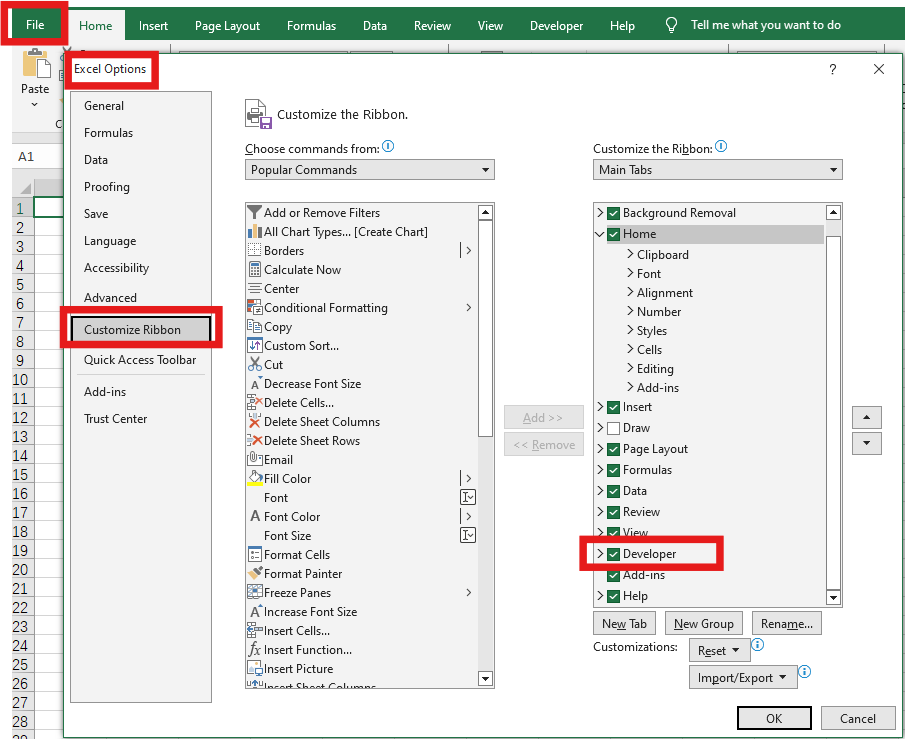 File Home Insert Page Layout Formulas Data Review View Developer Help Tell me what you want to do
Paste
A1
1
2
3
4
5
6
7
8
9
10
11
12
13
14
15
16
17
18
19
20
21
22
23
24
25
26
27
28
Excel Options
?
General
Formulas
Data
Proofing
Save
Language
Accessibility
Advanced
Customize Ribbon
Quick Access Toolbar
Add-ins
Trust Center
Customize the Ribbon.
Choose commands from:
Popular Commands
Add or Remove Filters
All Chart Types... [Create Chart]
Borders
Calculate Now
Center
Conditional Formatting
Copy
Custom Sort...
Cut
Decrease Font Size
Delete Cells...
Delete Sheet Columns
Delete Sheet Rows
Email
Fill Color
Font
Font Color
Font Size
Format Cells
Format Painter
Freeze Panes
Increase Font Size
Insert Cells...
Insert Function...
Insert Picture
Insert Sheet Columns
Add >>
<< Remove
Customize the Ribbon:
Main Tabs
Background Removal
Home
Clipboard
Font
Alignment
Number
Styles
Cells
Editing
Add-ins
Insert
Draw
Page Layout
Formulas
Data
Review
View
Developer
Add-ins
Help
New Tab New Group Rename...
Customizations: Reset
Import/Export
OK Cancel